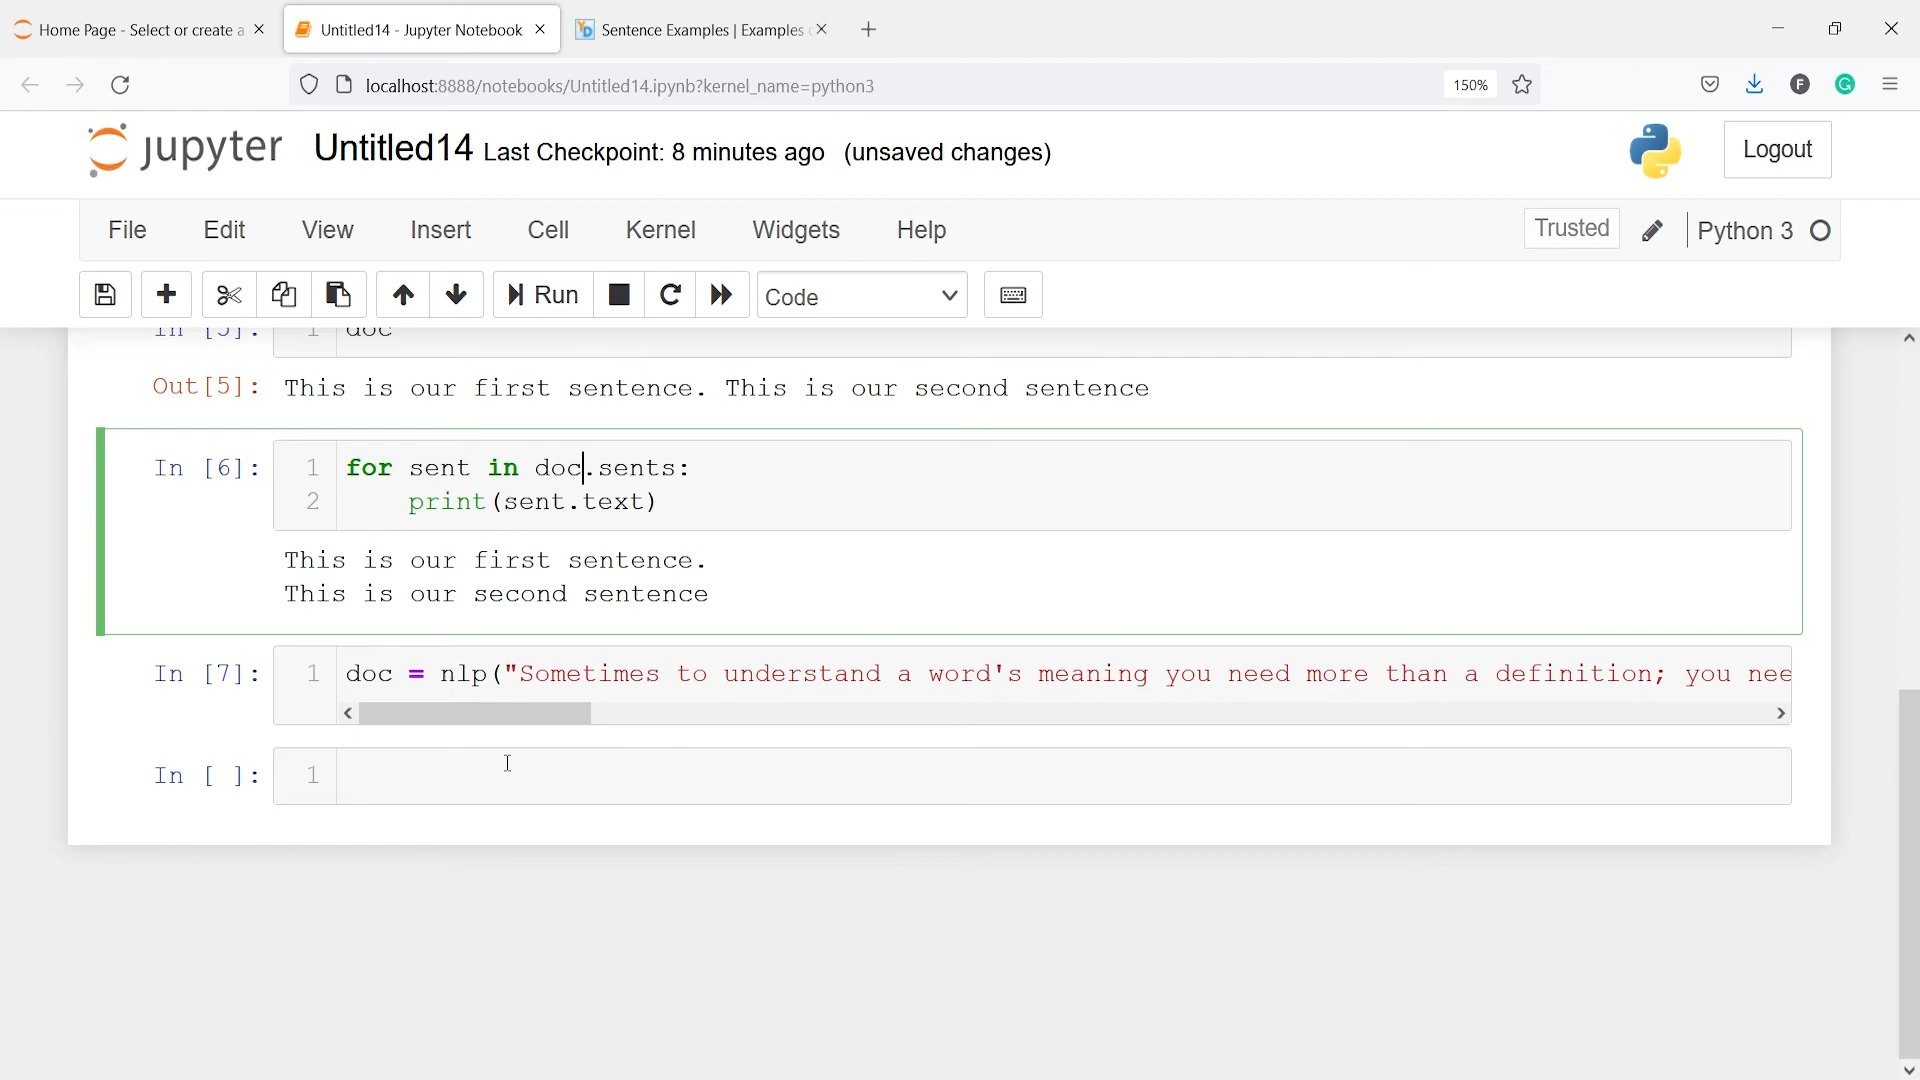 Home Page - Select or create a
Untitled14 - Jupyter Notebook
Sentence Examples | Examples
localhost:8888/notebooks/Untitled14.ipynb?kernel_name=python3
150%
F
G
jupyter
Untitled14 Last Checkpoint: 8 minutes ago (unsaved changes)
Logout
File Edit View Insert Cell Kernel Widgets Help
Trusted
Python 3
Run
Code
In [5]: 1 doc
Out[5]: This is our first sentence. This is our second sentence
In [6]: 1 for sent in doc.sents:
2 print(sent.text)
This is our first sentence.
This is our second sentence
In [7]: 1 doc = nlp("Sometimes to understand a word's meaning you need more than a definition; you nee
In [ ]: 1